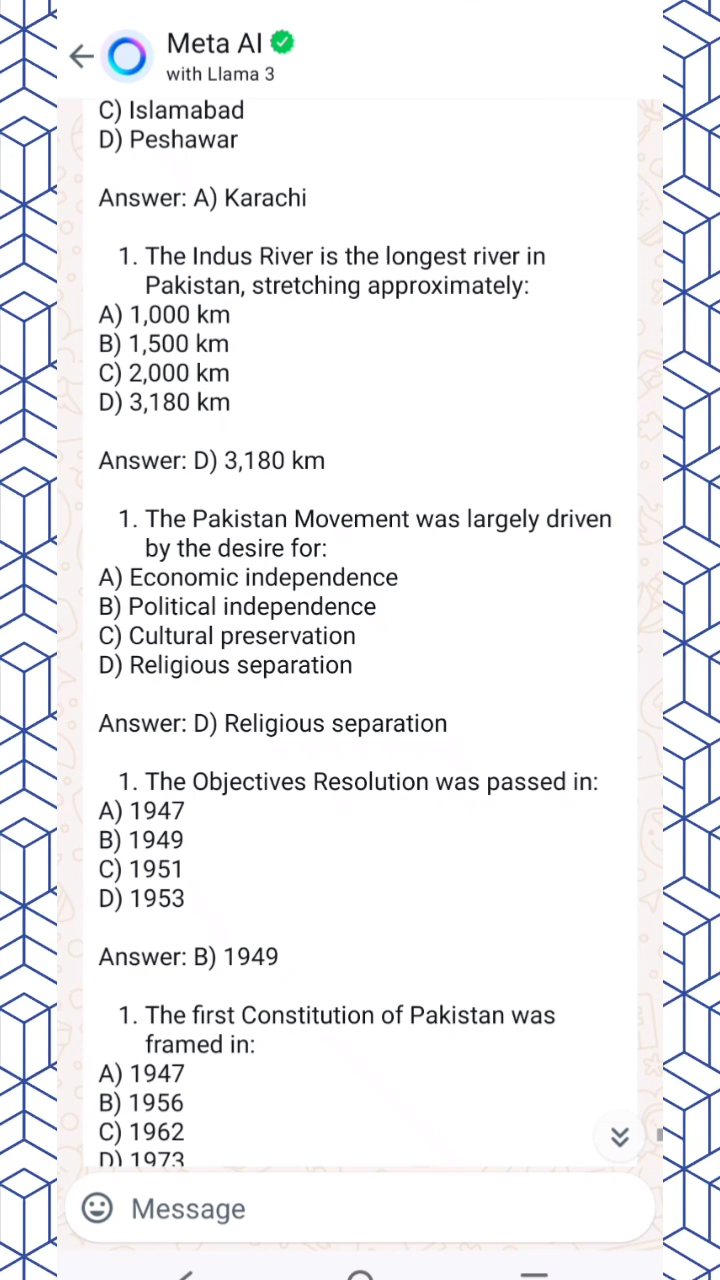 Meta AI
with Llama 3
C) Islamabad
D) Peshawar
Answer: A) Karachi
1. The Indus River is the longest river in
Pakistan, stretching approximately:
A) 1,000 km
B) 1,500 km
C) 2,000 km
D) 3,180 km
Answer: D) 3,180 km
1. The Pakistan Movement was largely driven
by the desire for:
A) Economic independence
B) Political independence
C) Cultural preservation
D) Religious separation
Answer: D) Religious separation
1. The Objectives Resolution was passed in:
A) 1947
B) 1949
C) 1951
D) 1953
Answer: B) 1949
1. The first Constitution of Pakistan was
framed in:
A) 1947
B) 1956
C) 1962
D) 1973
Message